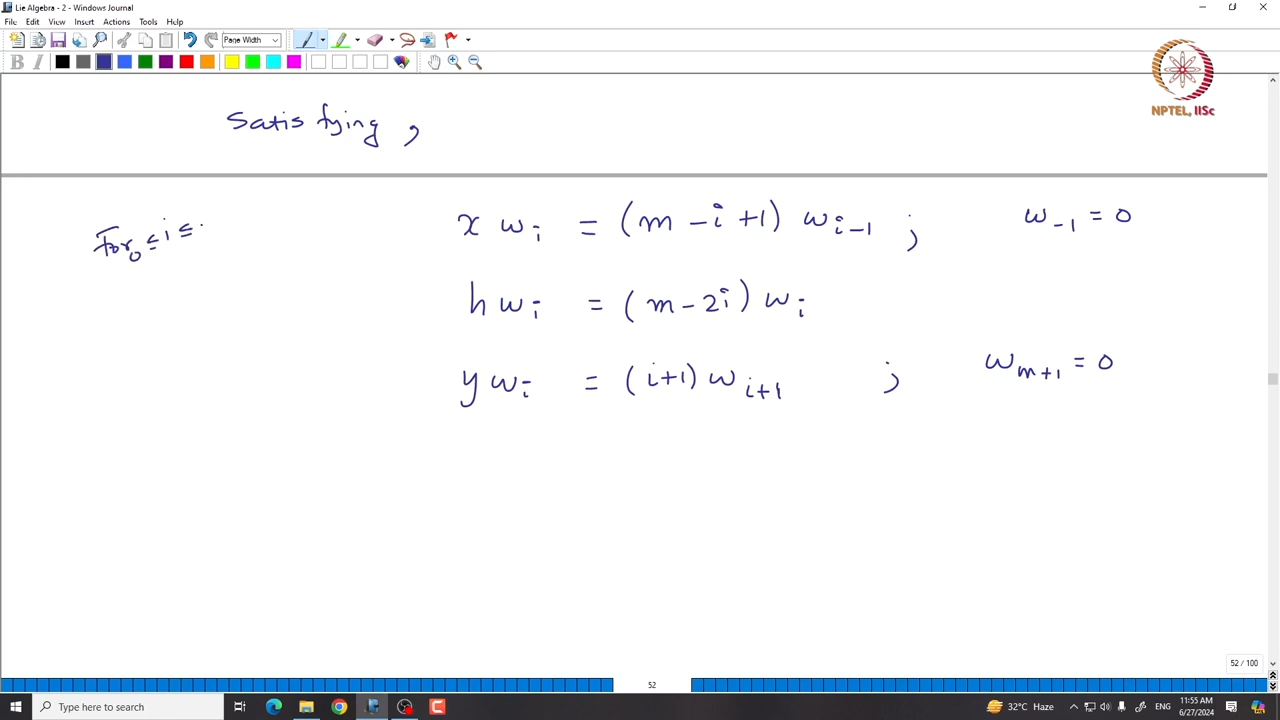 Lie Algebra - 2 - Windows Journal
File Edit View Insert Actions Tools Help
Page Width
B I
NPTEL, IISc
Satisfying,
For 0 ≤ i ≤ .
x w_i = (m - i + 1) w_{i-1} ; w_{-1} = 0
h w_i = (m - 2i) w_i
y w_i = (i+1) w_{i+1} ; w_{m+1} = 0
52 / 100
52
Type here to search
32°C Haze
ENG
11:55 AM
6/27/2024